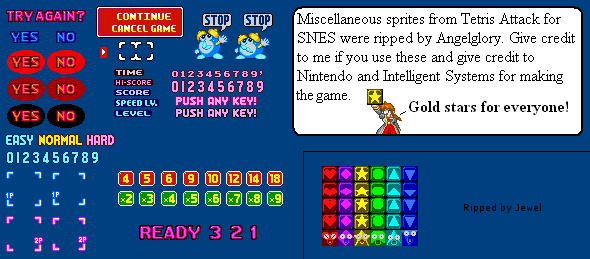 TRY AGAIN?
YES NO
YES NO
YES NO
YES NO
EASY NORMAL HARD
0123456789
1P 1P
2P 2P
CONTINUE
CANCEL GAME
STOP STOP
TIME
HI-SCORE
SCORE
SPEED LV.
LEVEL
0123456789'
0123456789
PUSH ANY KEY!
PUSH ANY KEY!
4 5 6 9 10 12 14 18
×2 ×3 ×4 ×5 ×6 ×7 ×8 ×9
READY 3 2 1
Miscellaneous sprites from Tetris Attack for
SNES were ripped by Angelglory. Give credit
to me if you use these and give credit to
Nintendo and Intelligent Systems for making
the game.
Gold stars for everyone!
Ripped by Jewel